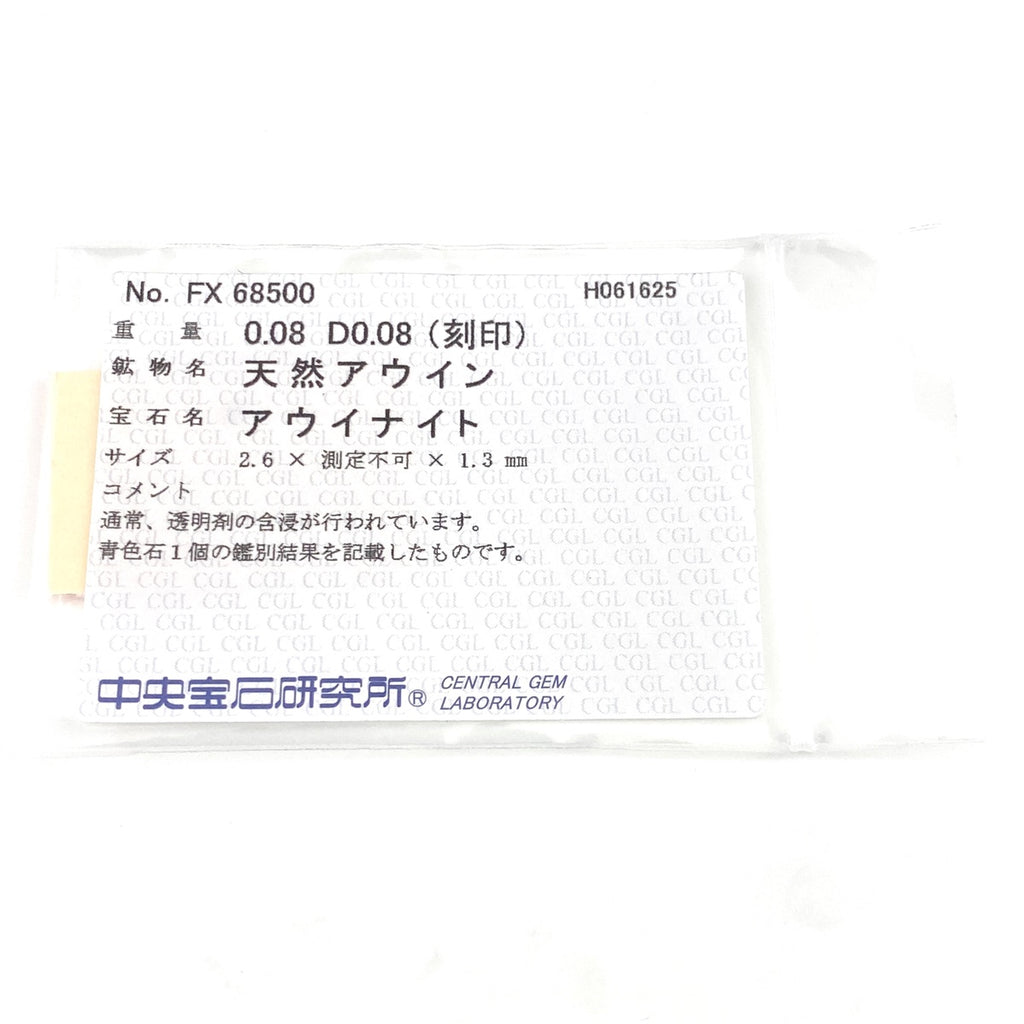 No. FX 68500 H061625
重量 0.08 D0.08 (刻印)
鉱物名 天然アウイン
宝石名 アウイナイト
サイズ 2.6 × 測定不可 × 1.3 mm
コメント
通常、透明剤の含浸が行われています。
青色石1個の鑑別結果を記載したものです。
中央宝石研究所® CENTRAL GEM
LABORATORY